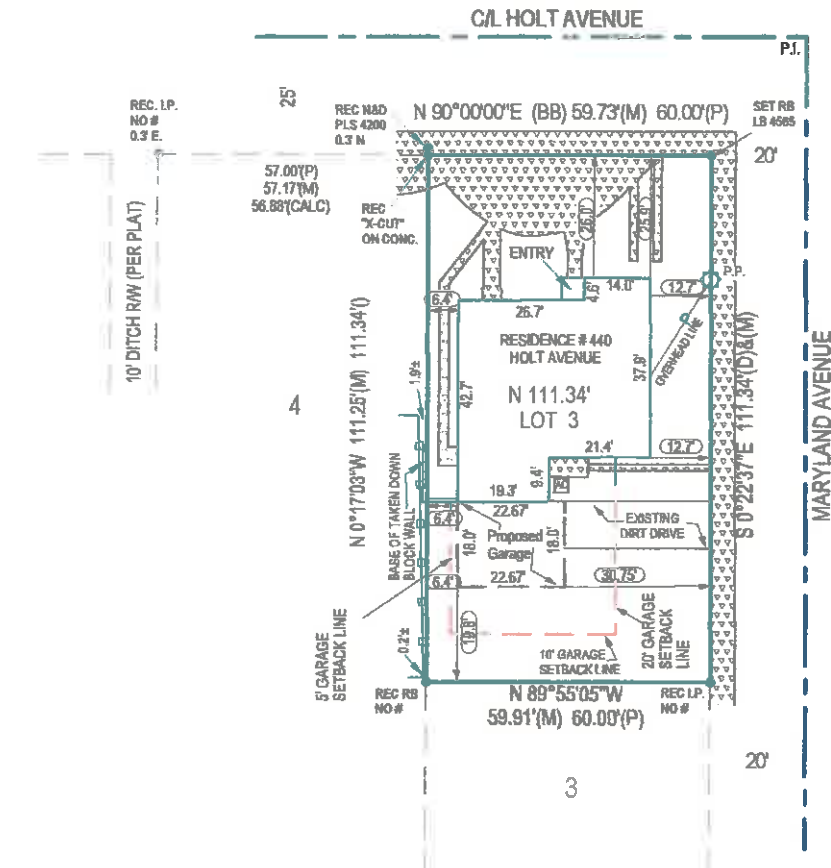 C/L HOLT AVENUE
P.I.
25'
REC. I.P.
NO #
0.3' E.
REC N&D
PLS 4200
0.3' N
N 90°00'00"E (BB) 59.73'(M) 60.00'(P)
SET RB
LB 4565
20'
57.00'(P)
57.17'(M)
56.88'(CALC)
REC
"X-CUT"
ON CONC.
10' DITCH R/W (PER PLAT)
26.0'
25.9'
ENTRY
4.6'
14.0'
12.7'
P.P.
6.4'
26.7'
RESIDENCE # 440
HOLT AVENUE
OVERHEAD LINE
37.9'
N 111.34'
LOT 3
42.7'
1.9'±
4
N 0°17'03"W 111.25'(M) 111.34'()
S 0°22'37"E 111.34'(D)&(M)
MARYLAND AVENUE
21.4'
12.7'
9.4'
A/C
19.3'
22.67'
6.4'
EXISTING
DIRT DRIVE
Proposed
Garage
18.0'
18.0'
BASE OF TAKEN DOWN
BLOCK WALL
6.4'
22.67'
30.75'
5' GARAGE
SETBACK LINE
0.2'±
19.8'
10' GARAGE
SETBACK LINE
20' GARAGE
SETBACK
LINE
REC RB
NO #
N 89°55'05"W
59.91'(M) 60.00'(P)
REC I.P.
NO #
20'
3